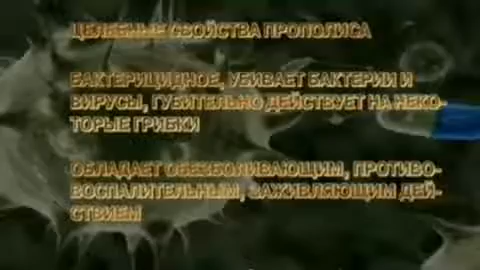 ЦЕЛЕБНЫЕ СВОЙСТВА ПРОПОЛИСА
БАКТЕРИЦИДНОЕ, УБИВАЕТ БАКТЕРИИ И
ВИРУСЫ, ГУБИТЕЛЬНО ДЕЙСТВУЕТ НА НЕКО-
ТОРЫЕ ГРИБКИ
ОБЛАДАЕТ ОБЕЗБОЛИВАЮЩИМ, ПРОТИВО-
ВОСПАЛИТЕЛЬНЫМ, ЗАЖИВЛЯЮЩИМ ДЕЙ-
СТВИЕМ